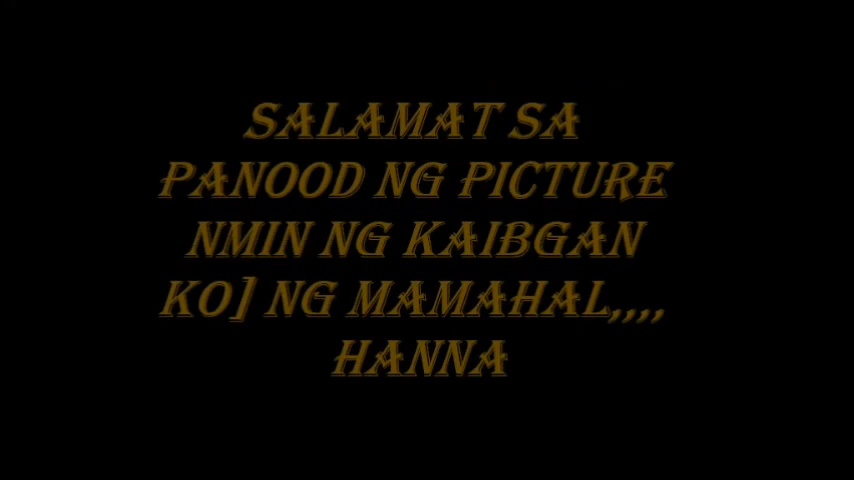 SALAMAT SA
PANOOD NG PICTURE
NMIN NG KAIBGAN
KO] NG MAMAHAL,,,,
HANNA